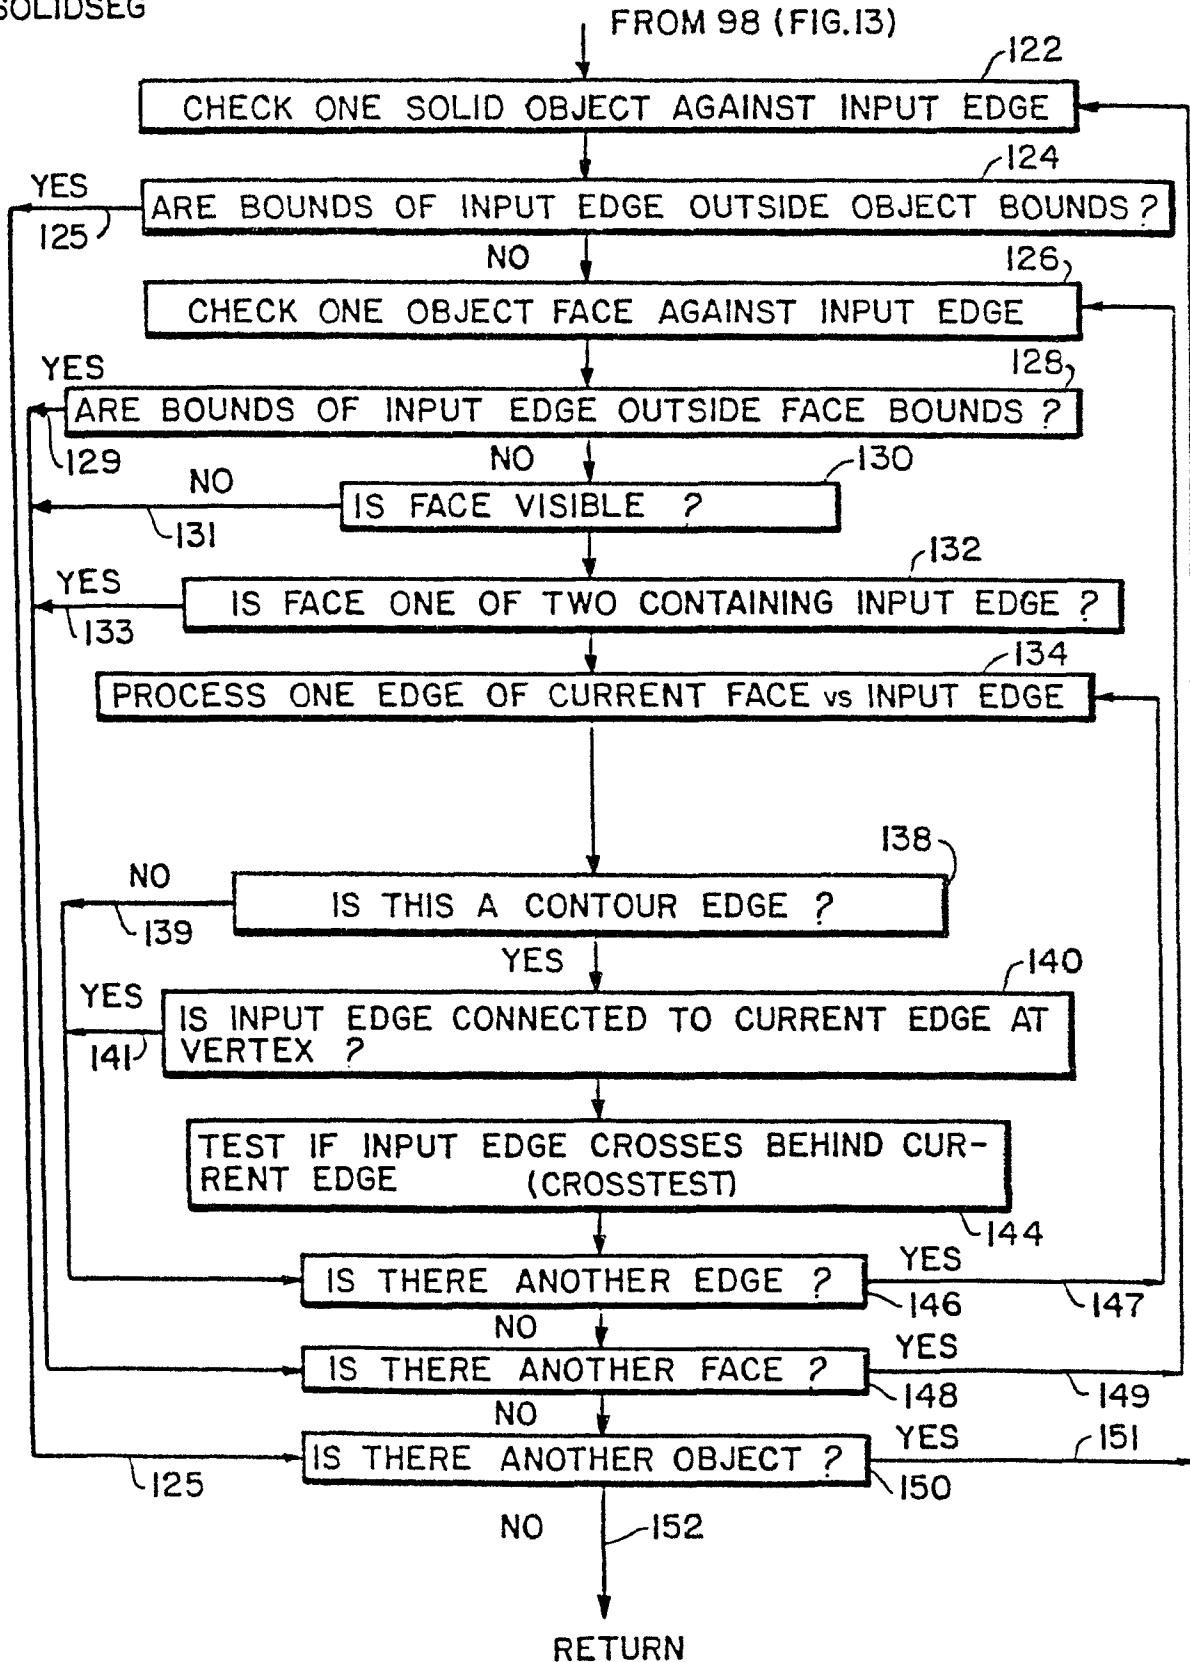 SOLIDSEG
FROM 98 (FIG.13)
122
CHECK ONE SOLID OBJECT AGAINST INPUT EDGE
124
YES
ARE BOUNDS OF INPUT EDGE OUTSIDE OBJECT BOUNDS ?
125
NO
126
CHECK ONE OBJECT FACE AGAINST INPUT EDGE
YES
128
ARE BOUNDS OF INPUT EDGE OUTSIDE FACE BOUNDS ?
129
NO
130
NO
IS FACE VISIBLE ?
131
132
YES
IS FACE ONE OF TWO CONTAINING INPUT EDGE ?
133
134
PROCESS ONE EDGE OF CURRENT FACE vs INPUT EDGE
138
NO
IS THIS A CONTOUR EDGE ?
139
YES
140
YES
IS INPUT EDGE CONNECTED TO CURRENT EDGE AT
VERTEX ?
141
TEST IF INPUT EDGE CROSSES BEHIND CUR-
RENT EDGE (CROSSTEST)
144
YES
IS THERE ANOTHER EDGE ?
146
147
NO
YES
IS THERE ANOTHER FACE ?
148
149
NO
YES
151
IS THERE ANOTHER OBJECT ?
125
150
NO
152
RETURN